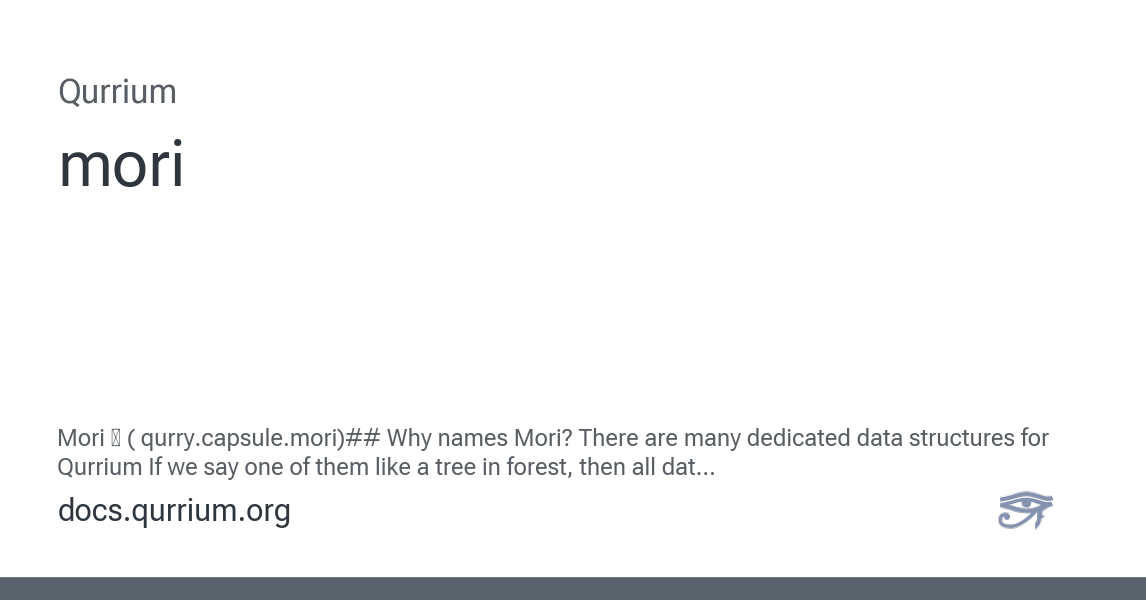 Qurrium
mori
Mori ( qurry.capsule.mori)## Why names Mori? There are many dedicated data structures for
Qurrium If we say one of them like a tree in forest, then all dat...
docs.qurrium.org